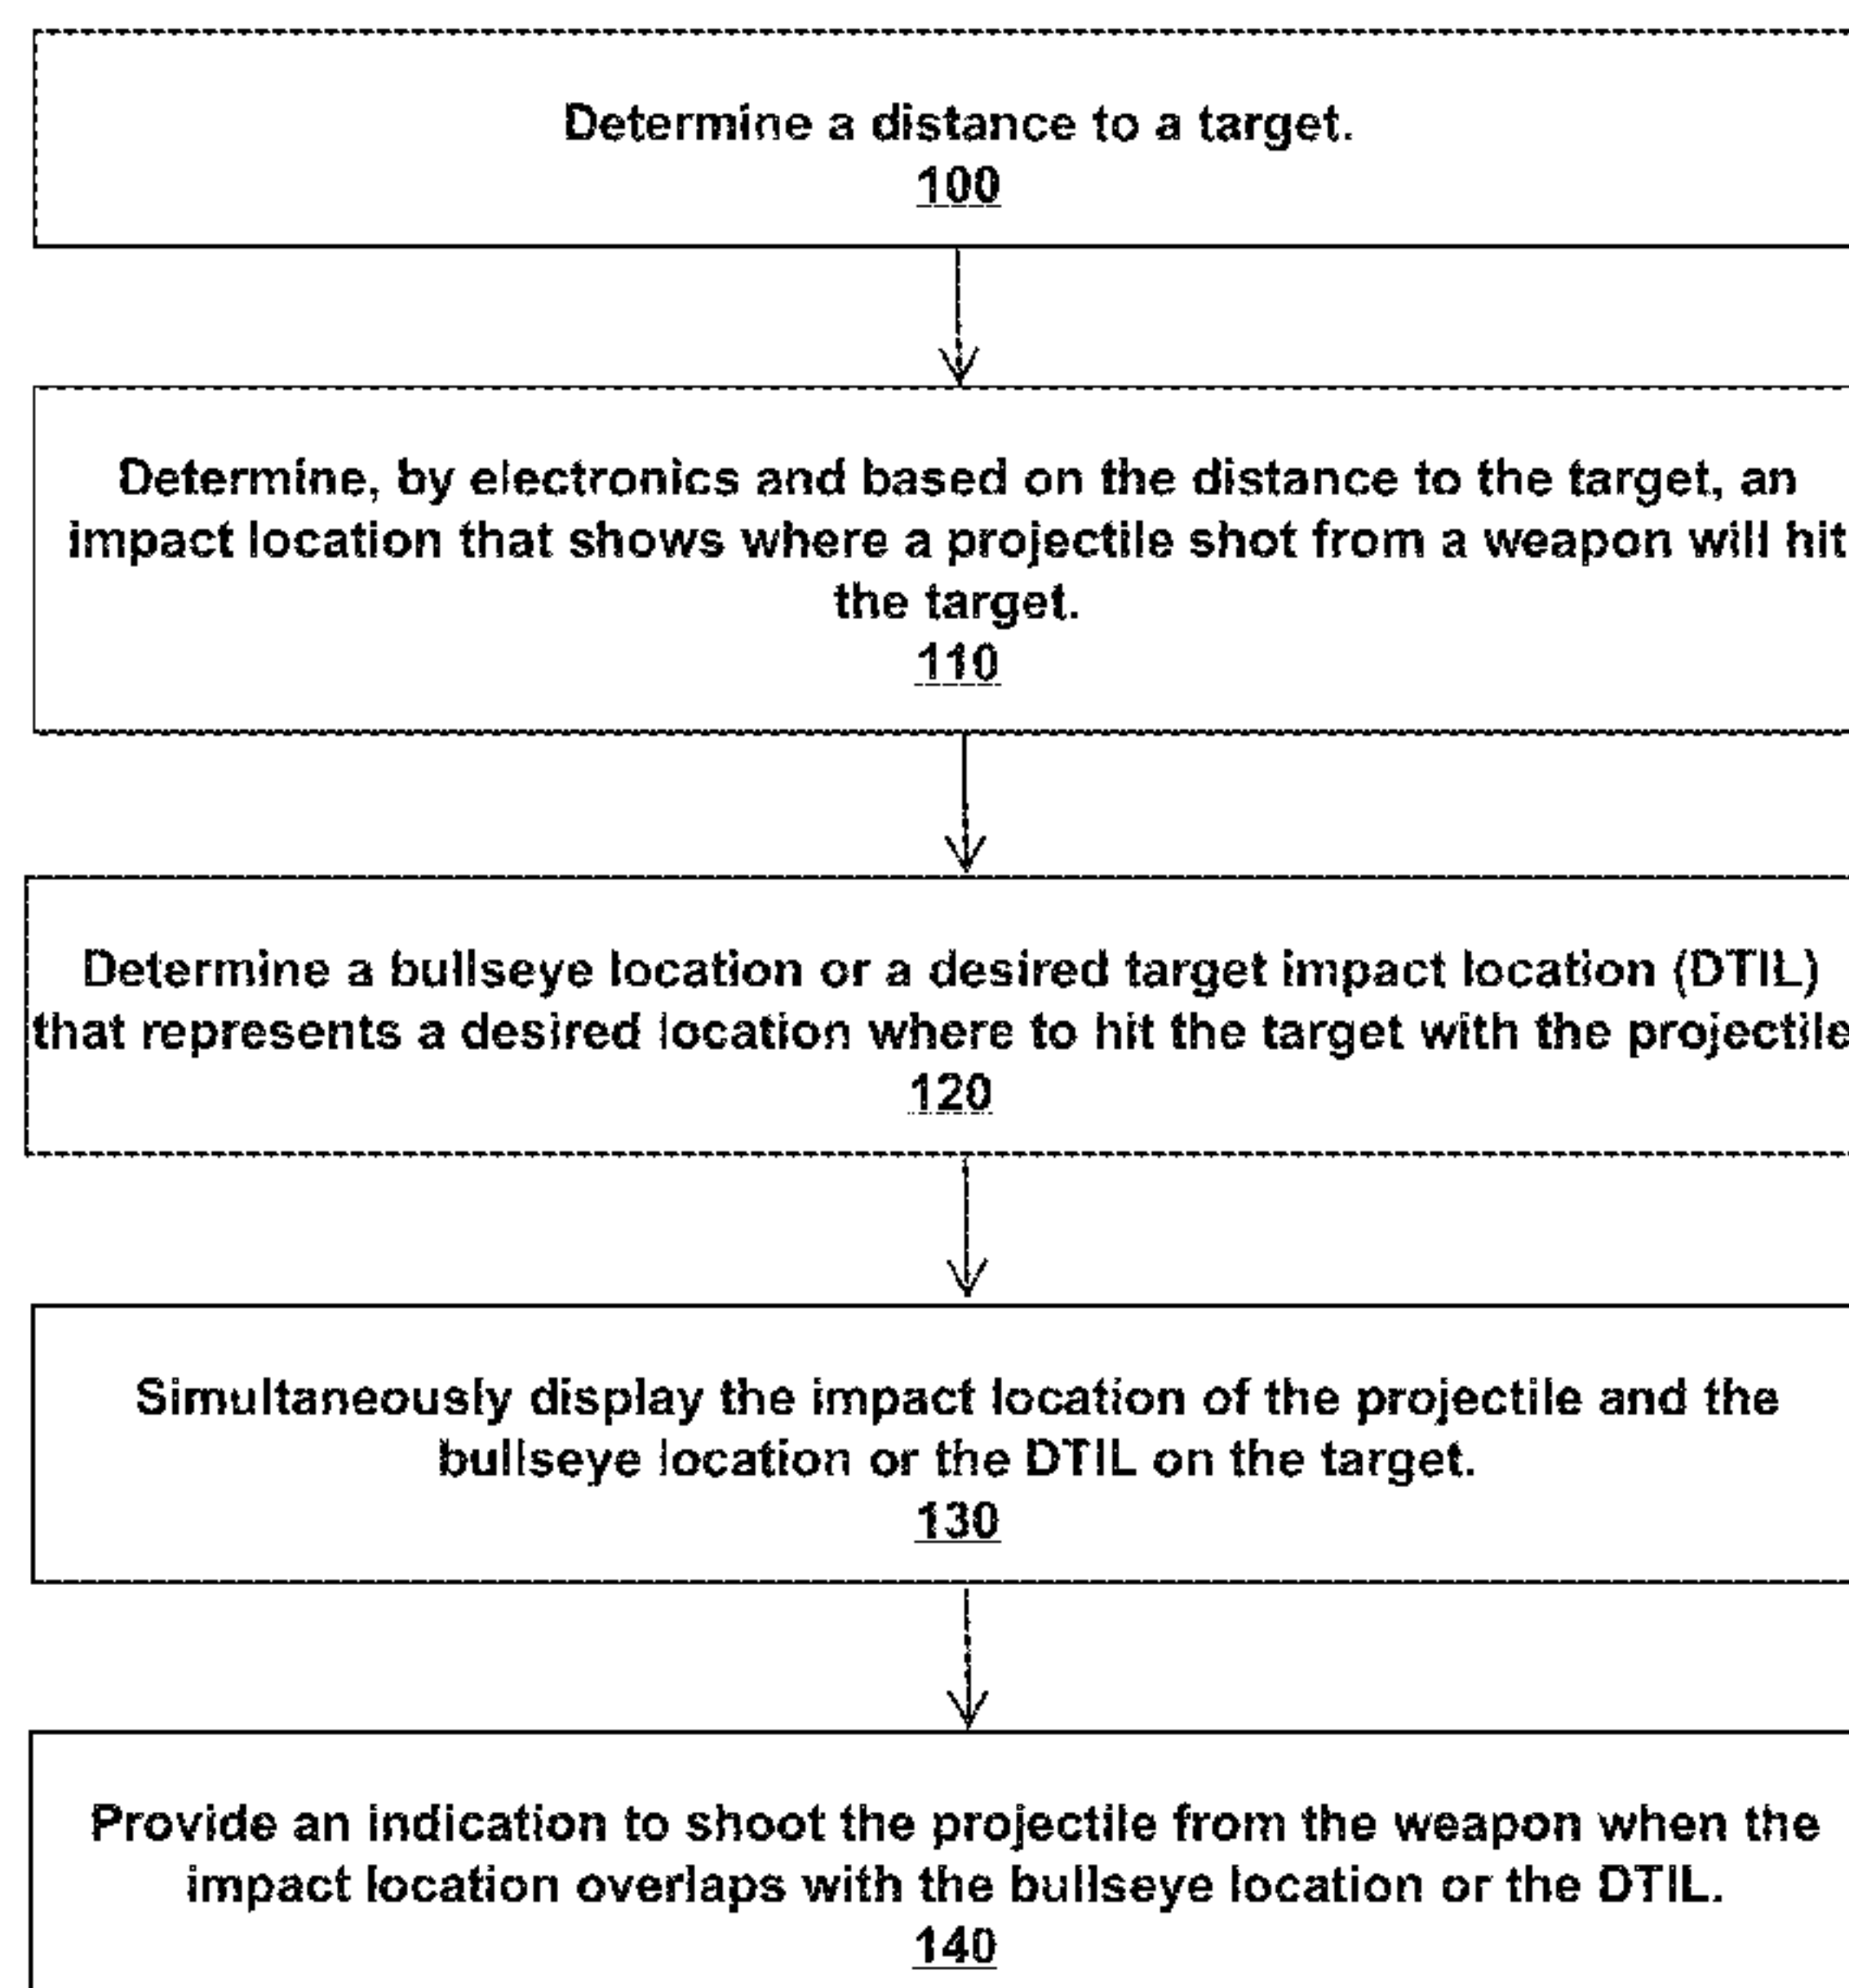 Determine a distance to a target.
100
Determine, by electronics and based on the distance to the target, an
impact location that shows where a projectile shot from a weapon will hit
the target.
110
Determine a bullseye location or a desired target impact location (DTIL)
that represents a desired location where to hit the target with the projectile
120
Simultaneously display the impact location of the projectile and the
bullseye location or the DTIL on the target.
130
Provide an indication to shoot the projectile from the weapon when the
impact location overlaps with the bullseye location or the DTIL.
140